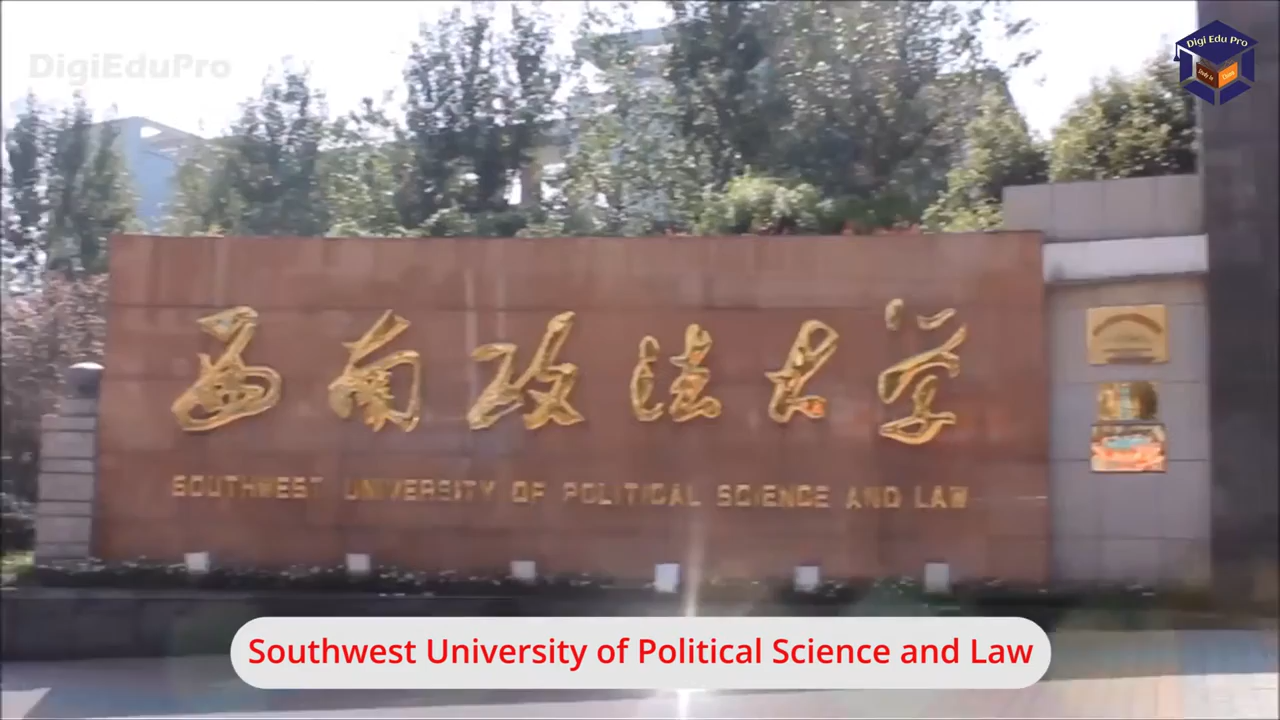 DigiEduPro
Digi Edu Pro
西南政法大学
SOUTHWEST UNIVERSITY OF POLITICAL SCIENCE AND LAW
Southwest University of Political Science and Law